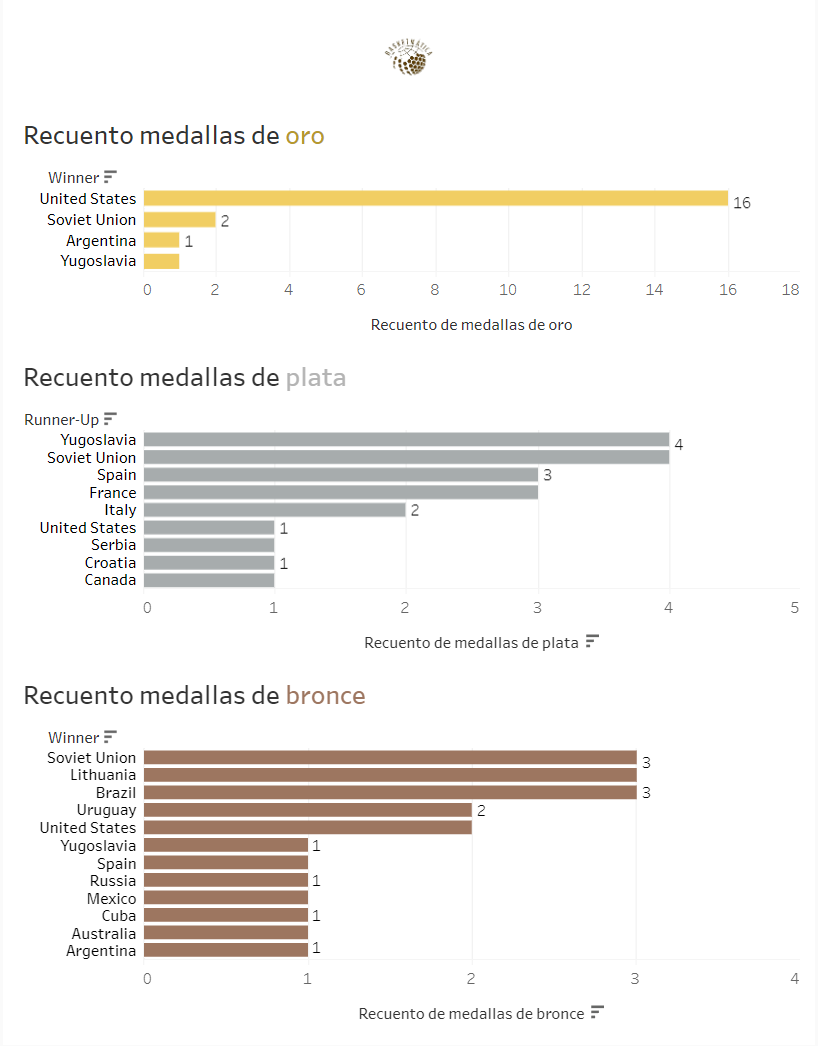 Recuento medallas de oro
Winner
United States 16
Soviet Union 2
Argentina 1
Yugoslavia
0 2 4 6 8 10 12 14 16 18
Recuento de medallas de oro
Recuento medallas de plata
Runner-Up
Yugoslavia 4
Soviet Union
Spain 3
France
Italy 2
United States 1
Serbia
Croatia 1
Canada
0 1 2 3 4 5
Recuento de medallas de plata
Recuento medallas de bronce
Winner
Soviet Union 3
Lithuania
Brazil 3
Uruguay 2
United States
Yugoslavia 1
Spain
Russia 1
Mexico
Cuba 1
Australia
Argentina 1
0 1 2 3 4
Recuento de medallas de bronce